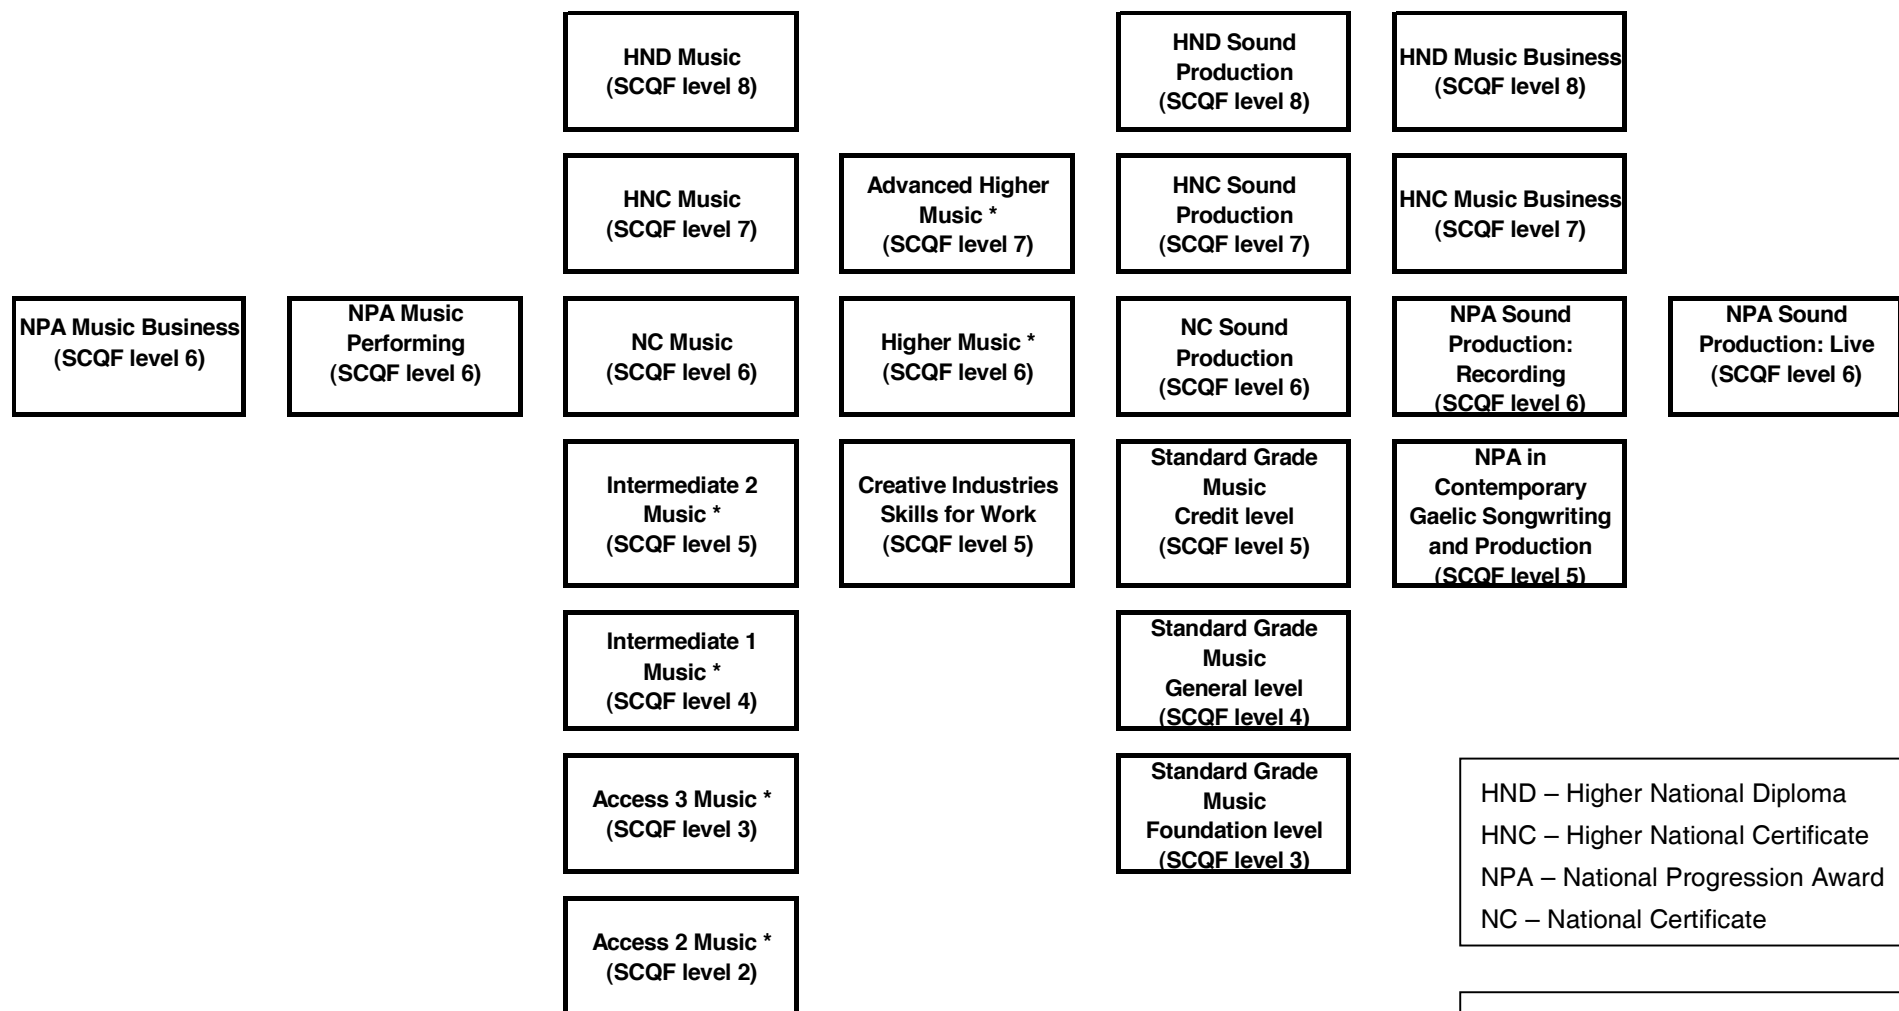 HND Music
(SCQF level 8)
HND Sound
Production
(SCQF level 8)
HND Music Business
(SCQF level 8)
HNC Music
(SCQF level 7)
Advanced Higher
Music *
(SCQF level 7)
HNC Sound
Production
(SCQF level 7)
HNC Music Business
(SCQF level 7)
NPA Music Business
(SCQF level 6)
NPA Music
Performing
(SCQF level 6)
NC Music
(SCQF level 6)
Higher Music *
(SCQF level 6)
NC Sound
Production
(SCQF level 6)
NPA Sound
Production:
Recording
(SCQF level 6)
NPA Sound
Production: Live
(SCQF level 6)
Intermediate 2
Music *
(SCQF level 5)
Creative Industries
Skills for Work
(SCQF level 5)
Standard Grade
Music
Credit level
(SCQF level 5)
NPA in
Contemporary
Gaelic Songwriting
and Production
(SCQF level 5)
Intermediate 1
Music *
(SCQF level 4)
Standard Grade
Music
General level
(SCQF level 4)
Access 3 Music *
(SCQF level 3)
Standard Grade
Music
Foundation level
(SCQF level 3)
Access 2 Music *
(SCQF level 2)
HND – Higher National Diploma
HNC – Higher National Certificate
NPA – National Progression Award
NC – National Certificate